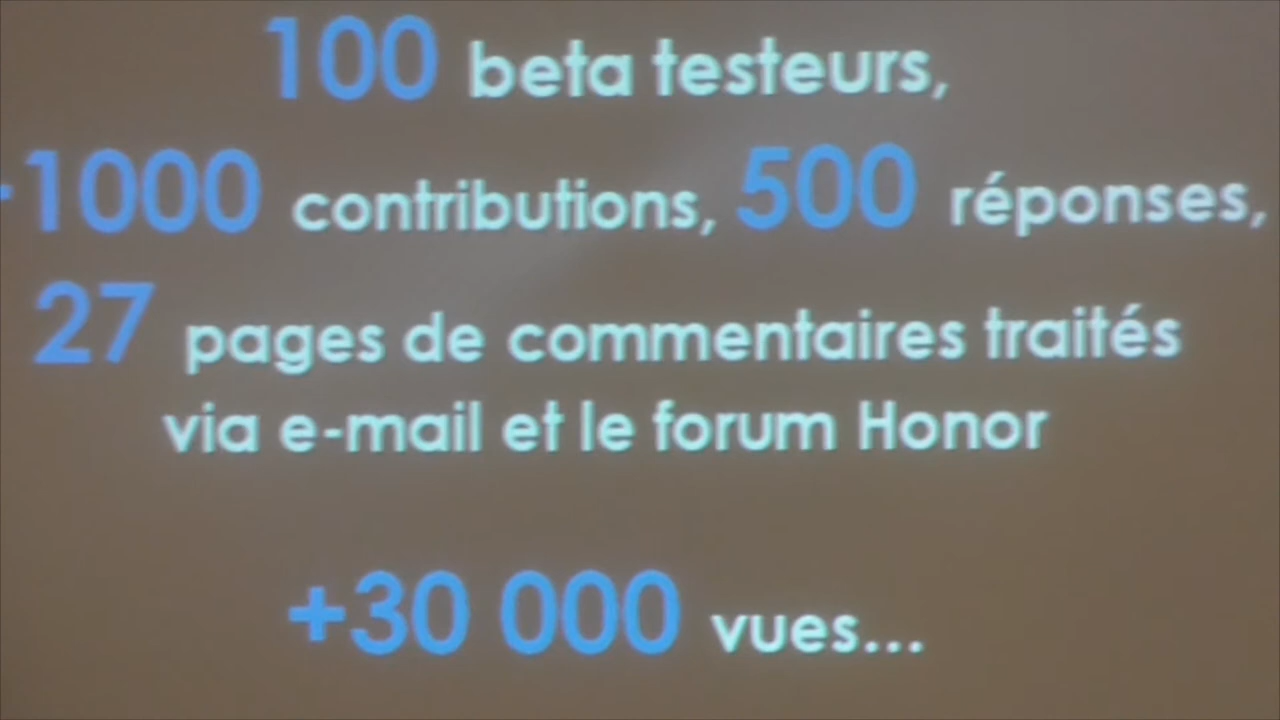 100 beta testeurs,
+1000 contributions, 500 réponses,
27 pages de commentaires traités
via e-mail et le forum Honor
+30 000 vues...